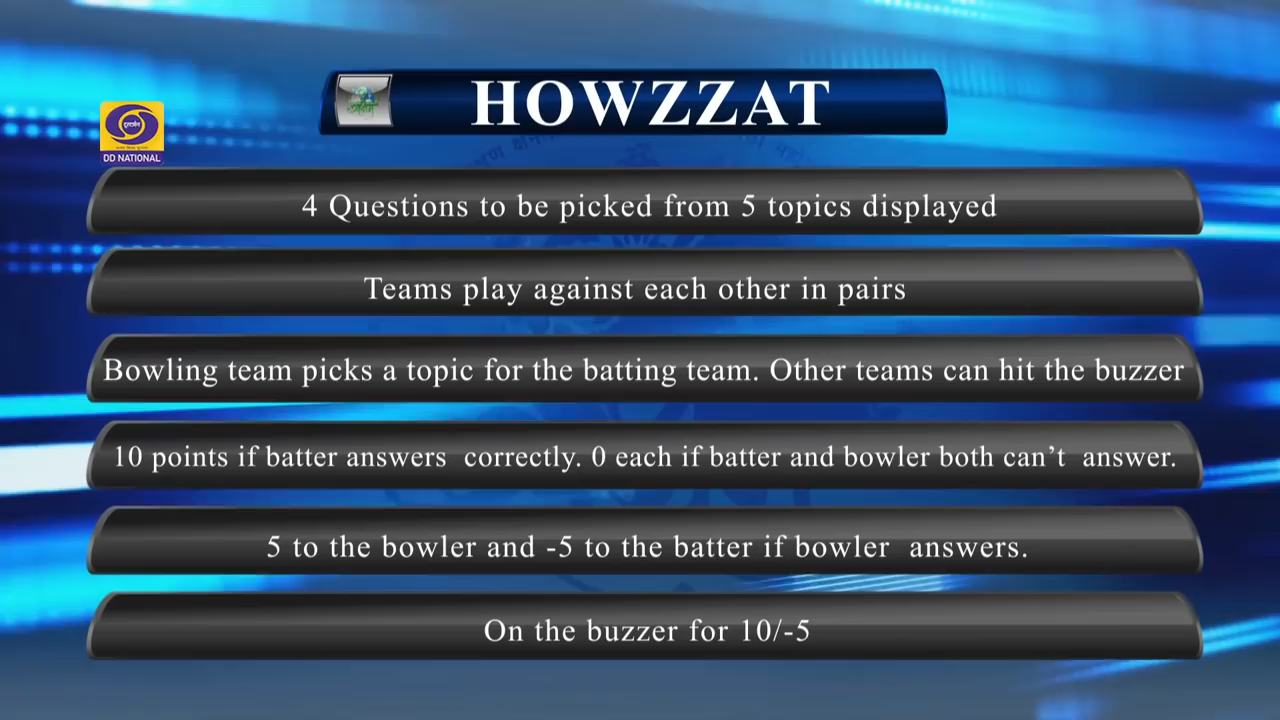 HOWZZAT
दूरदर्शन
DD NATIONAL
4 Questions to be picked from 5 topics displayed
Teams play against each other in pairs
Bowling team picks a topic for the batting team. Other teams can hit the buzzer
10 points if batter answers correctly. 0 each if batter and bowler both can’t answer.
5 to the bowler and -5 to the batter if bowler answers.
On the buzzer for 10/-5